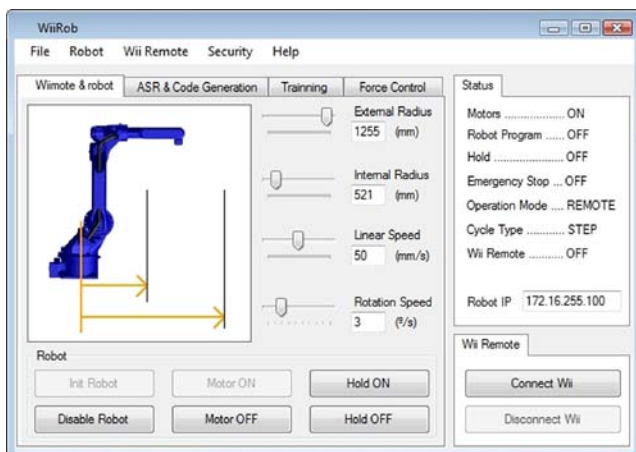 WiiRob
File Robot Wii Remote Security Help
Wiimote & robot ASR & Code Generation Trainning Force Control
External Radius
1255 (mm)
Internal Radius
521 (mm)
Linear Speed
50 (mm/s)
Rotation Speed
3 (º/s)
Robot
Init Robot Motor ON Hold ON
Disable Robot Motor OFF Hold OFF
Status
Motors ................... ON
Robot Program ...... OFF
Hold ...................... OFF
Emergency Stop ... OFF
Operation Mode .... REMOTE
Cycle Type ............ STEP
Wii Remote ........... OFF
Robot IP 172.16.255.100
Wii Remote
Connect Wii
Disconnect Wii